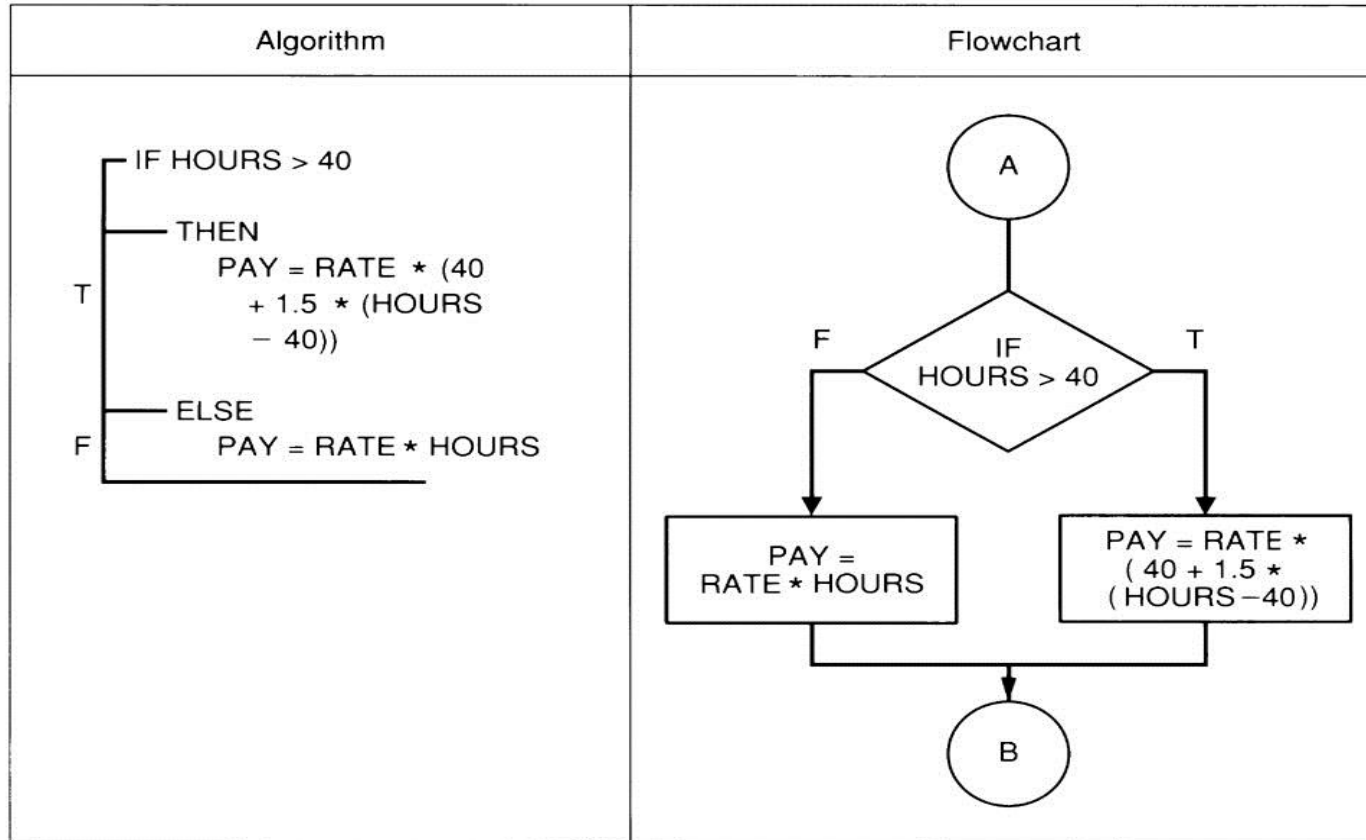 Algorithm
Flowchart
IF HOURS > 40
THEN
PAY = RATE * (40
+ 1.5 * (HOURS
− 40))
T
ELSE
F
PAY = RATE * HOURS
A
F
T
IF
HOURS > 40
PAY =
RATE * HOURS
PAY = RATE *
( 40 + 1.5 *
( HOURS −40))
B